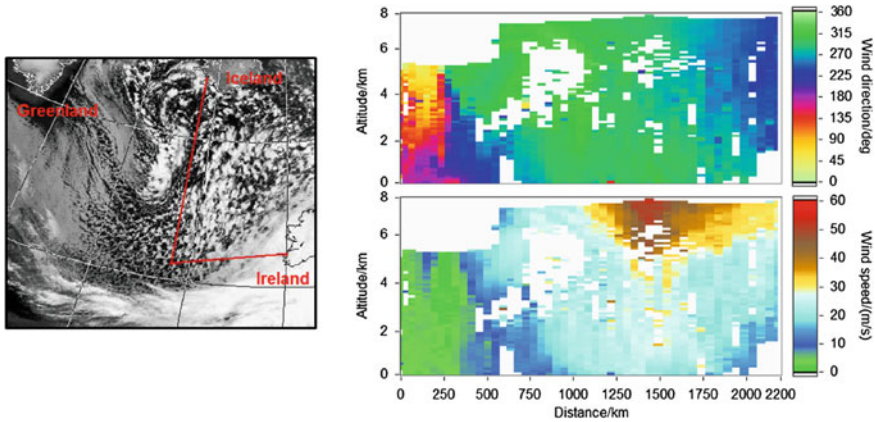 Greenland
Iceland
Ireland
Altitude/km
8
6
4
2
0
Wind direction/deg
360
315
270
225
180
135
90
45
0
Altitude/km
8
6
4
2
0
Wind speed/(m/s)
60
50
40
30
20
10
0
0 250 500 750 1000 1250 1500 1750 2000 2200
Distance/km